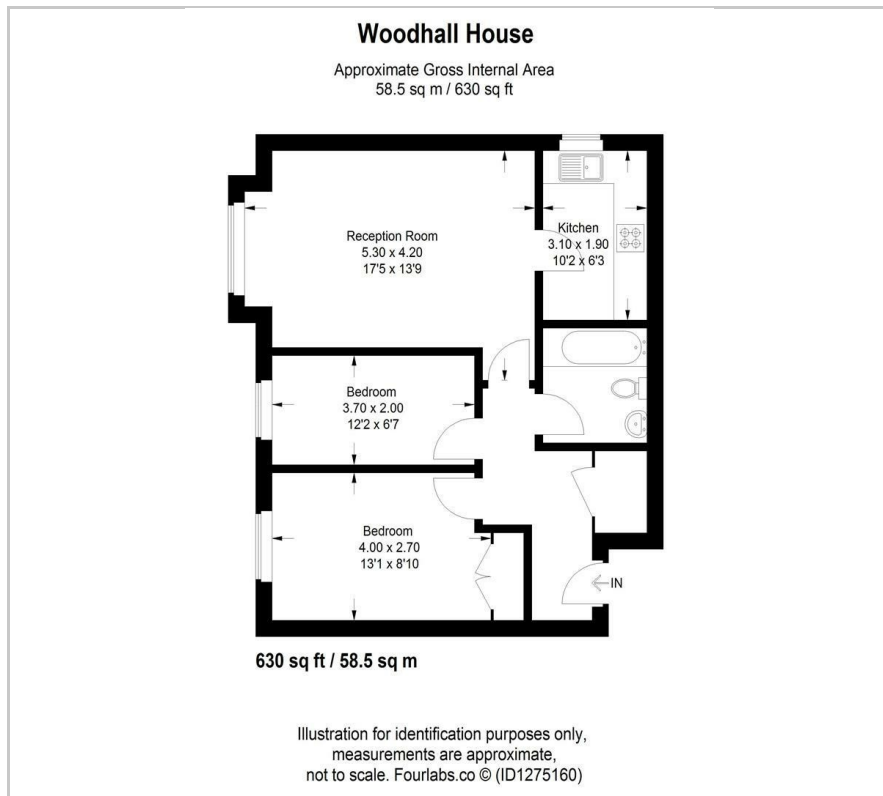 Woodhall House
Approximate Gross Internal Area
58.5 sq m / 630 sq ft
Reception Room
5.30 x 4.20
17'5 x 13'9
Kitchen
3.10 x 1.90
10'2 x 6'3
Bedroom
3.70 x 2.00
12'2 x 6'7
Bedroom
4.00 x 2.70
13'1 x 8'10
IN
630 sq ft / 58.5 sq m
Illustration for identification purposes only,
measurements are approximate,
not to scale. Fourlabs.co © (ID1275160)